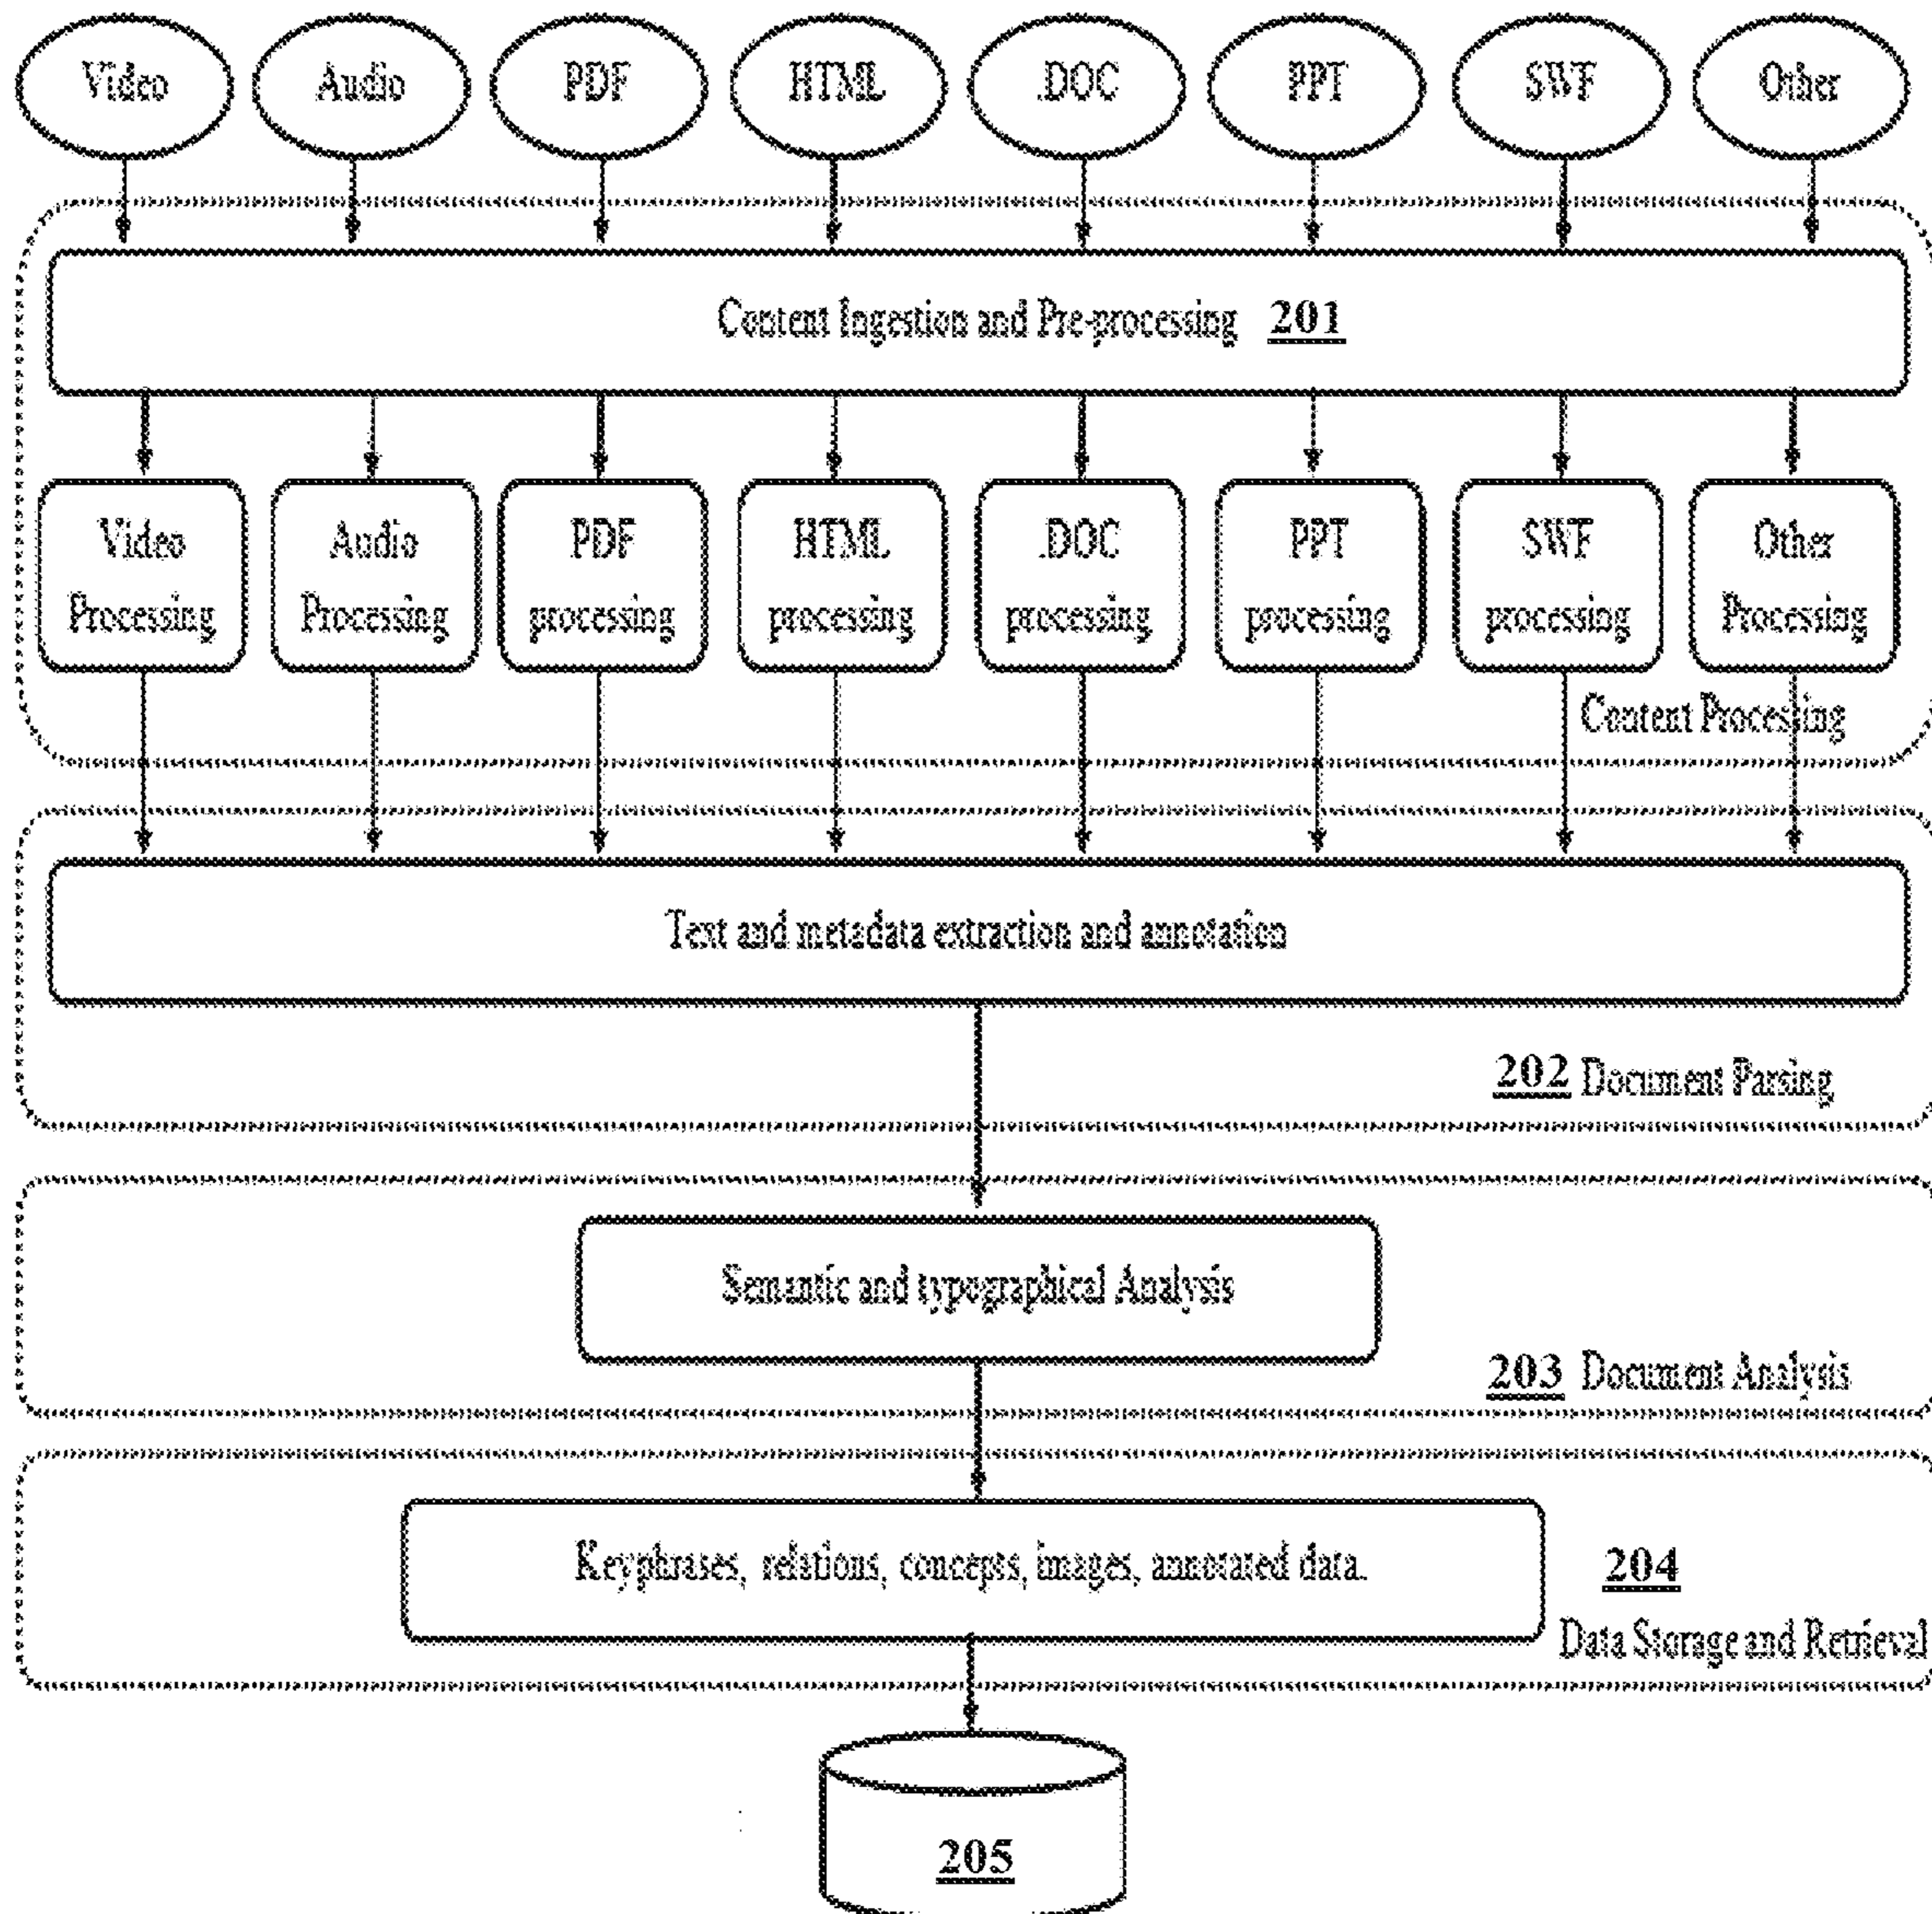 Video Audio PDF HTML .DOC PPT SWF Other
Content Ingestion and Pre-processing 201
Video Audio PDF HTML .DOC PPT SWF Other
Processing Processing processing processing processing processing processing Processing
Content Processing
Text and metadata extraction and annotation
202 Document Parsing
Semantic and typographical Analysis
203 Document Analysis
Keyphrases, relations, concepts, images, annotated data.
204
Data Storage and Retrieval
205